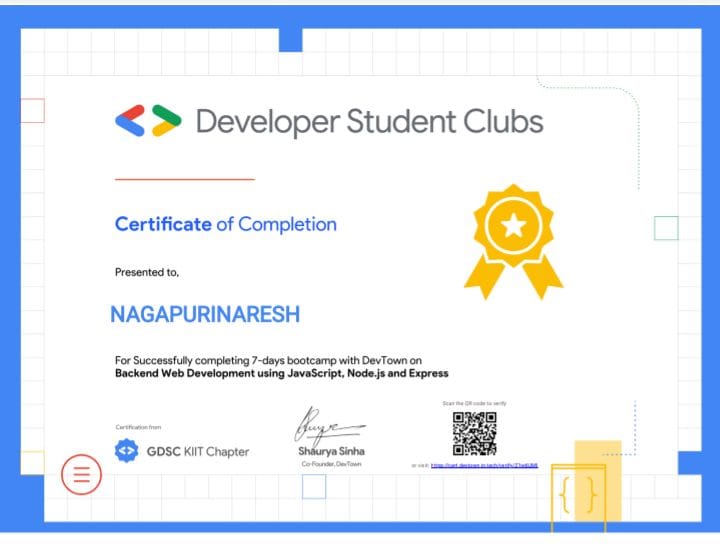 Developer Student Clubs
Certificate of Completion
Presented to,
NAGAPURINARESH
For Successfully completing 7-days bootcamp with DevTown on
Backend Web Development using JavaScript, Node.js and Express
Scan the QR code to verify
Certification from
GDSC KIIT Chapter
Shaurya Sinha
Co-Founder, DevTown
or visit: